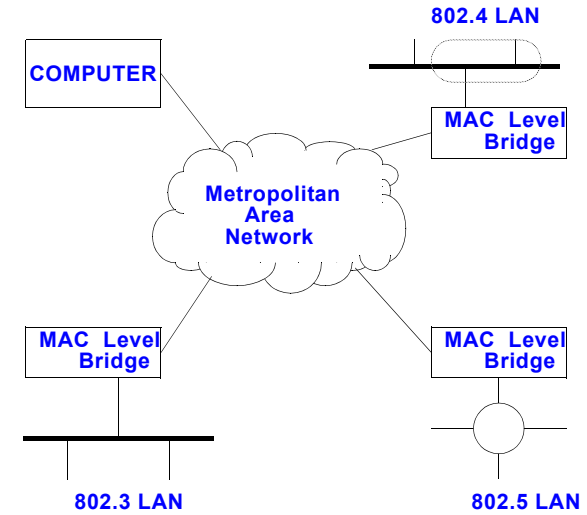 802.4 LAN
COMPUTER
MAC Level
Bridge
Metropolitan
Area
Network
MAC Level
Bridge
MAC Level
Bridge
802.3 LAN
802.5 LAN